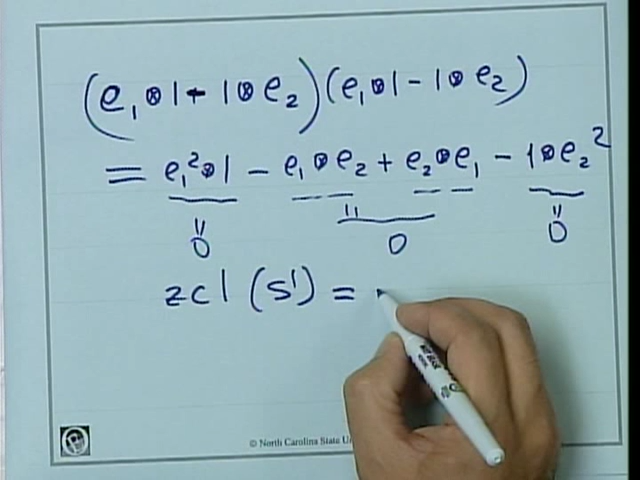 (e₁⊗1 - 1⊗e₂)(e₁⊗1 - 1⊗e₂)
= e₁²⊗1 - e₁⊗e₂ + e₂⊗e₁ - 1⊗e₂²
= 0 = 0 = 0
zcl (S¹) =
© North Carolina State